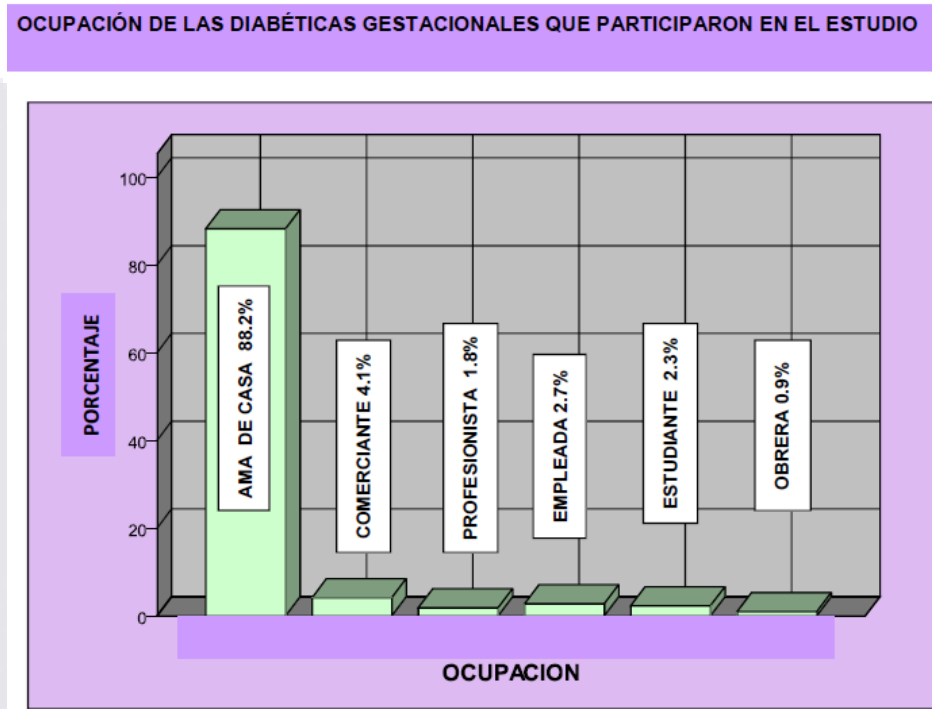 OCUPACIÓN DE LAS DIABÉTICAS GESTACIONALES QUE PARTICIPARON EN EL ESTUDIO
100
80
60
40
20
0
PORCENTAJE
AMA DE CASA 88.2%
COMERCIANTE 4.1%
PROFESIONISTA 1.8%
EMPLEADA 2.7%
ESTUDIANTE 2.3%
OBRERA 0.9%
OCUPACION